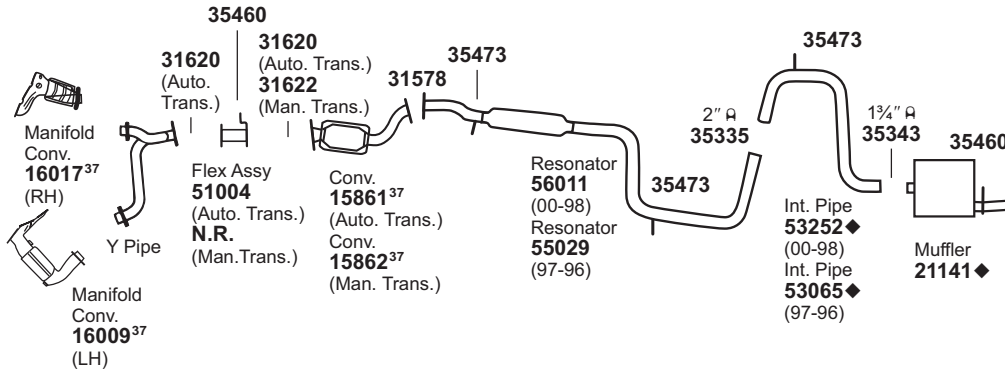 35460
35473
31620
(Auto.
Trans.)
31620
(Auto. Trans.)
31622
(Man. Trans.)
31578
35473
2"
35335
1¾"
35343
35460
Manifold
Conv.
16017³⁷
(RH)
Y Pipe
Flex Assy
51004
(Auto. Trans.)
N.R.
(Man.Trans.)
Conv.
15861³⁷
(Auto. Trans.)
Conv.
15862³⁷
(Man. Trans.)
Resonator
56011
(00-98)
Resonator
55029
(97-96)
35473
Int. Pipe
53252◆
(00-98)
Int. Pipe
53065◆
(97-96)
Muffler
21141◆
Manifold
Conv.
16009³⁷
(LH)